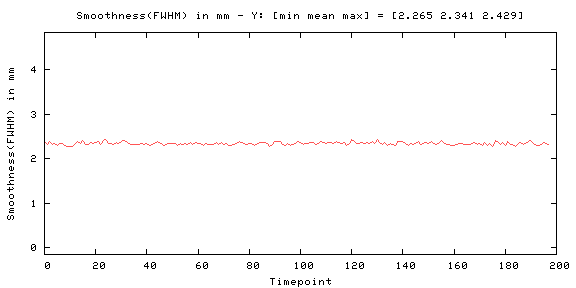 Smoothness(FWHM) in mm - Y: [min mean max] = [2.265 2.341 2.429]
Smoothness(FWHM) in mm
4
3
2
1
0
0 20 40 60 80 100 120 140 160 180 200
Timepoint